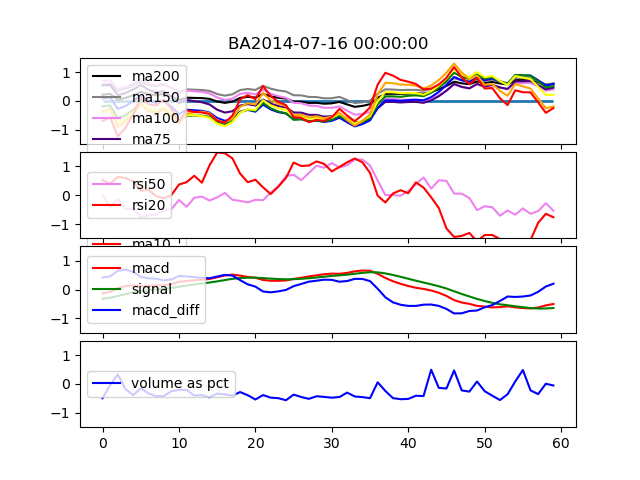 BA2014-07-16 00:00:00
1
0
−1
ma200
ma150
ma100
ma75
1
0
−1
rsi50
rsi20
ma10
1
0
−1
macd
signal
macd_diff
1
0
−1
volume as pct
0 10 20 30 40 50 60